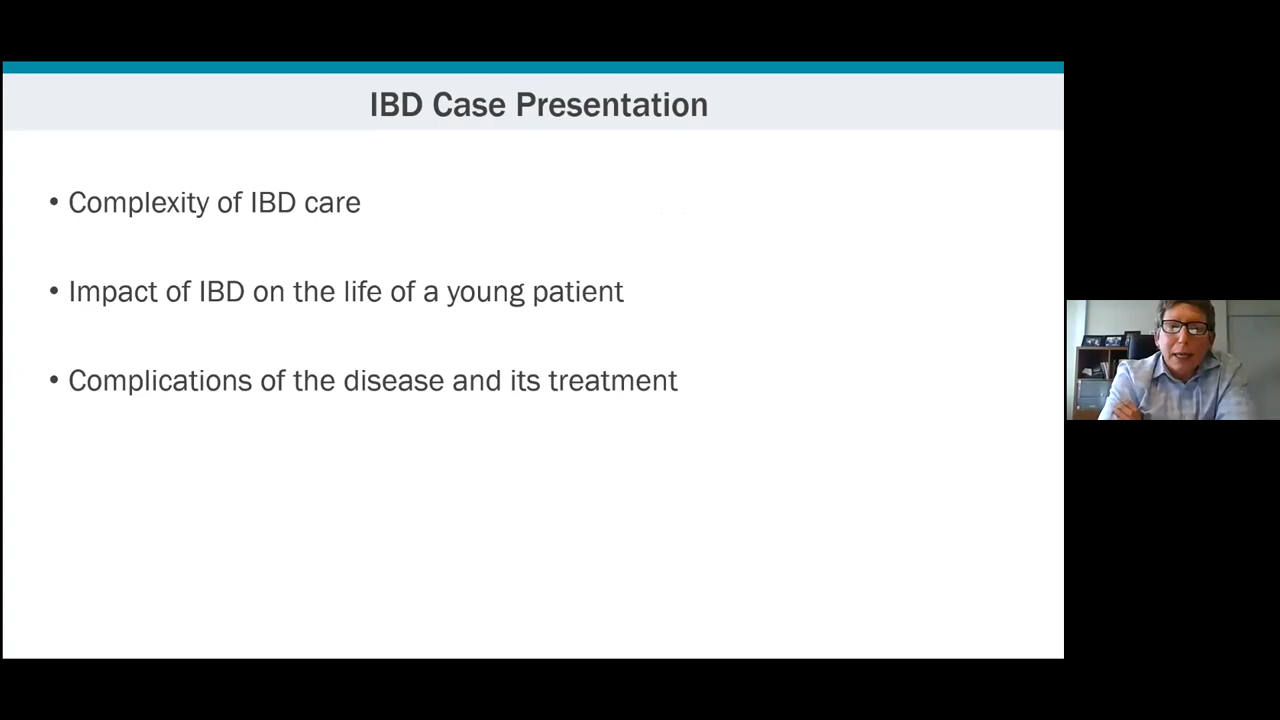 IBD Case Presentation
• Complexity of IBD care
• Impact of IBD on the life of a young patient
• Complications of the disease and its treatment